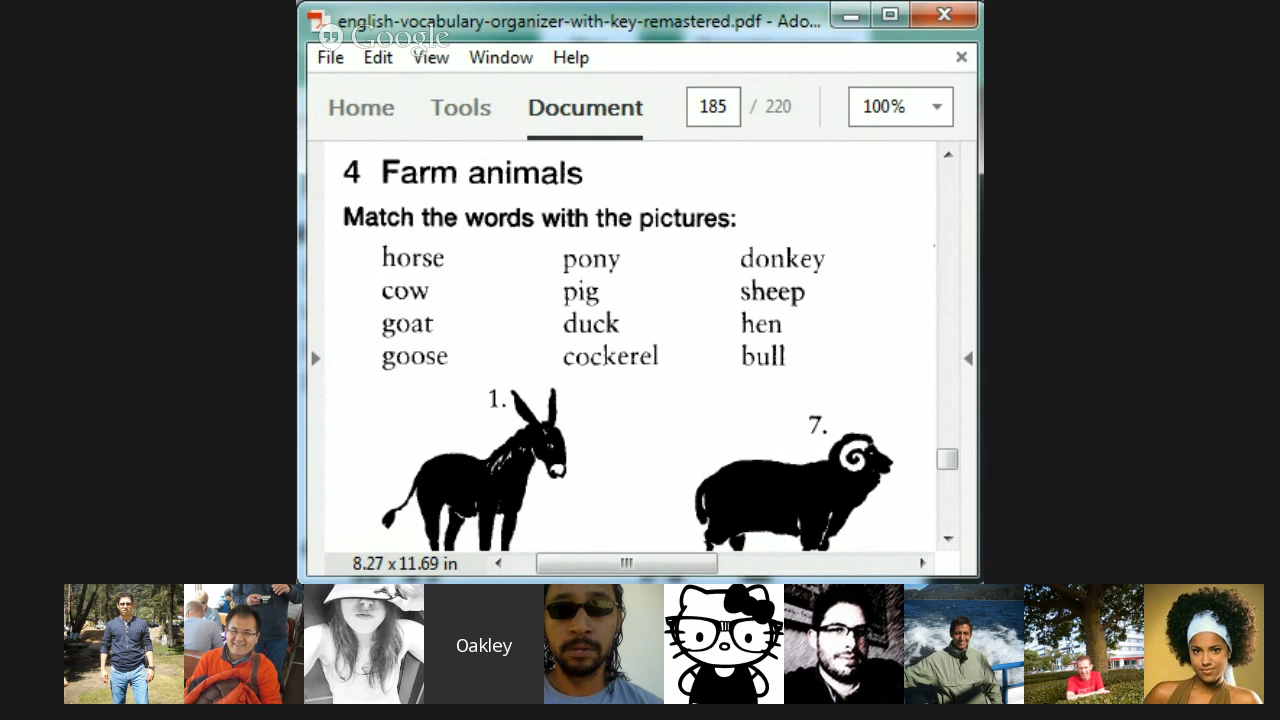 english-vocabulary-organizer-with-key-remastered.pdf - Ado...
Google
File Edit View Window Help
Home Tools Document 185 / 220 100%
4 Farm animals
Match the words with the pictures:
horse pony donkey
cow pig sheep
goat duck hen
goose cockerel bull
1.
7.
8.27 x 11.69 in
Oakley